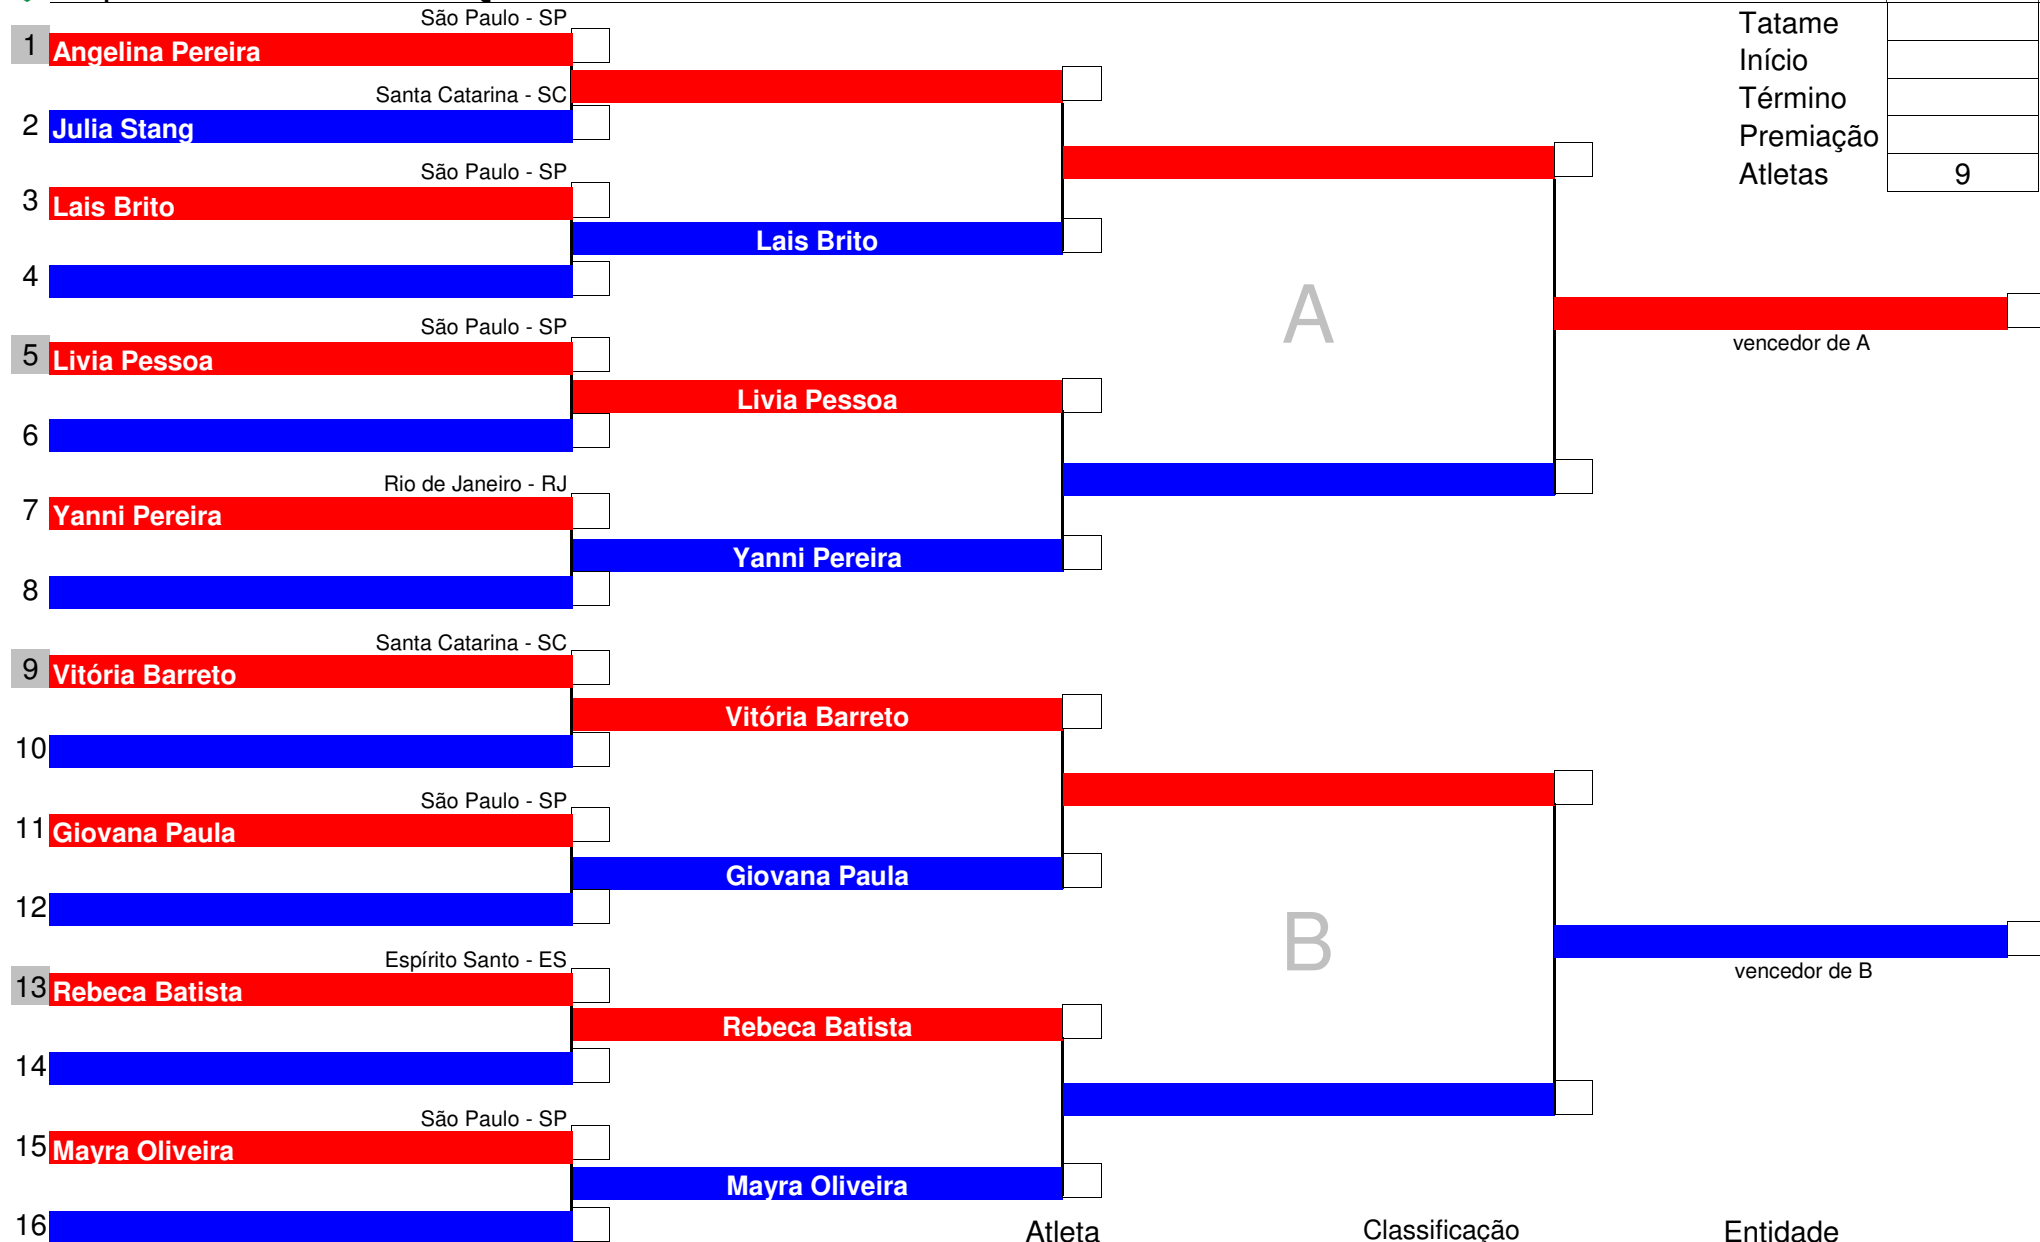 São Paulo - SP
1 Angelina Pereira
Santa Catarina - SC
2 Julia Stang
São Paulo - SP
3 Lais Brito
Lais Brito
4
São Paulo - SP
5 Livia Pessoa
Livia Pessoa
6
Rio de Janeiro - RJ
7 Yanni Pereira
Yanni Pereira
8
Santa Catarina - SC
9 Vitória Barreto
Vitória Barreto
10
São Paulo - SP
11 Giovana Paula
Giovana Paula
12
Espírito Santo - ES
13 Rebeca Batista
Rebeca Batista
14
São Paulo - SP
15 Mayra Oliveira
Mayra Oliveira
16
A
B
vencedor de A
vencedor de B
Tatame
Início
Término
Premiação
Atletas 9
Atleta Classificação Entidade